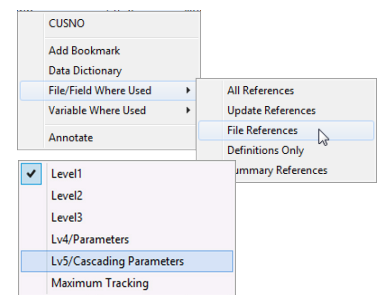 CUSNO
Add Bookmark
Data Dictionary
File/Field Where Used
Variable Where Used
Annotate
All References
Update References
File References
Definitions Only
ummary References
Level1
Level2
Level3
Lv4/Parameters
Lv5/Cascading Parameters
Maximum Tracking